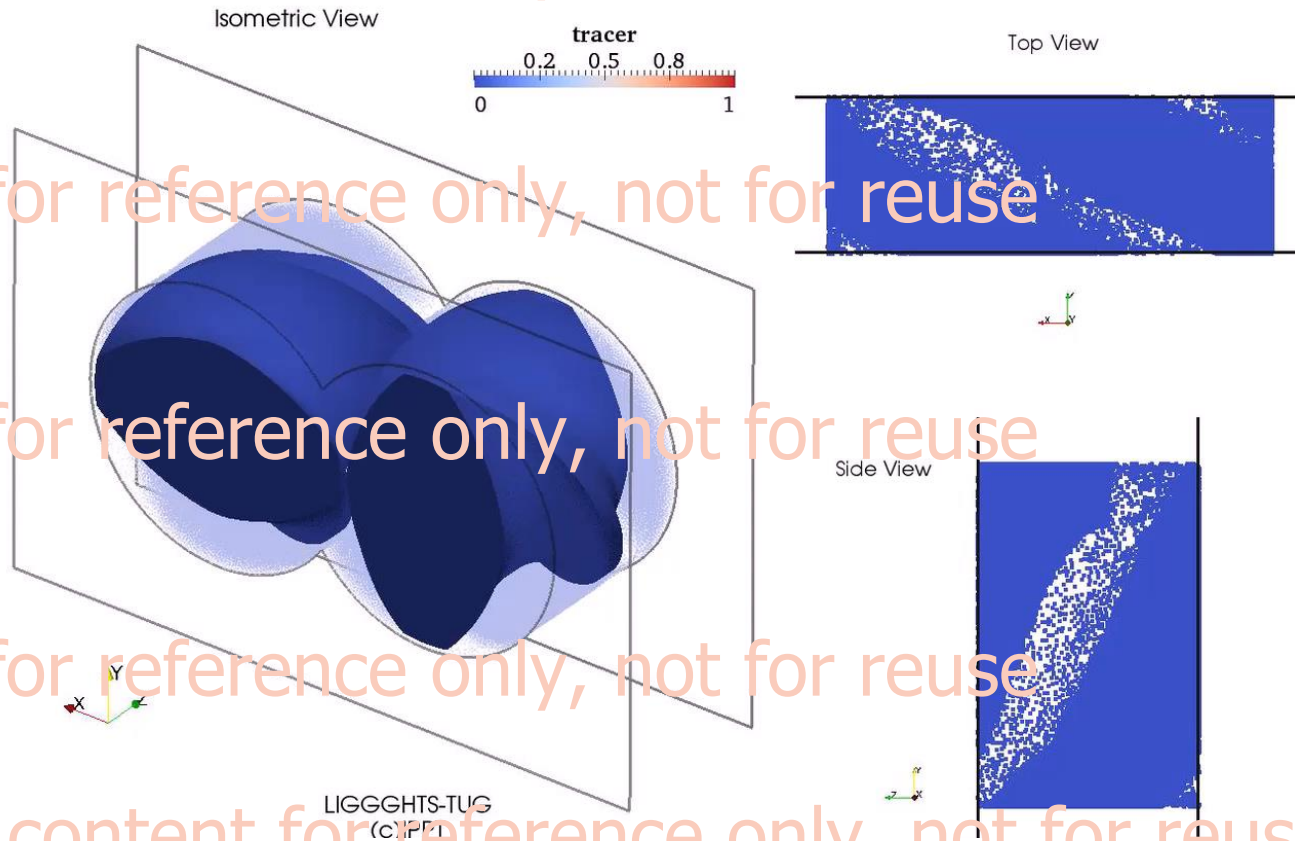 Isometric View
tracer
0.2 0.5 0.8
0 1
Top View
for reference only, not for reuse
X Y
for reference only, not for reuse
Side View
for reference only, not for reuse
Y
X Z
Y
Z X
LIGGGHTS-TUG
content for reference only, not for reus